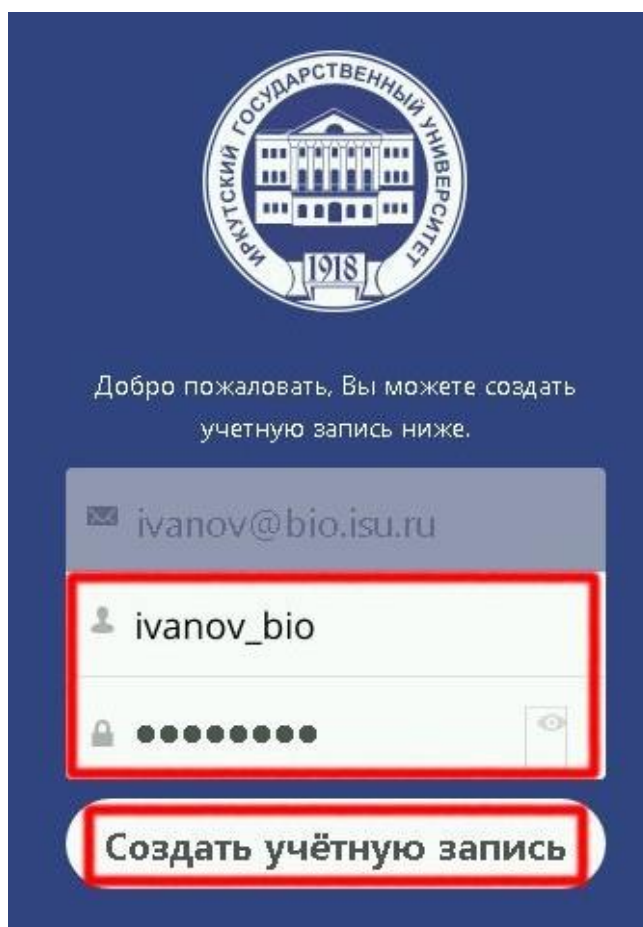 ИРКУТСКИЙ ГОСУДАРСТВЕННЫЙ УНИВЕРСИТЕТ
1918
Добро пожаловать, Вы можете создать
учетную запись ниже.
ivanov@bio.isu.ru
ivanov_bio
●●●●●●●●
Создать учётную запись